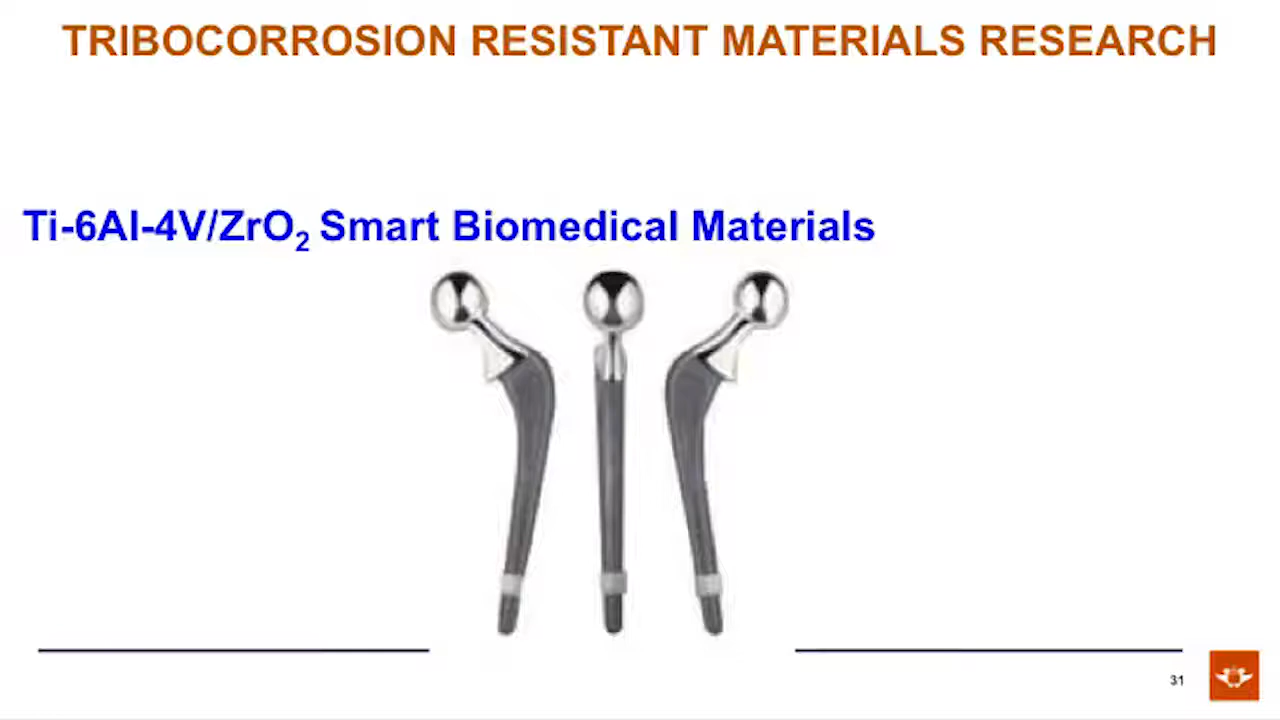 TRIBOCORROSION RESISTANT MATERIALS RESEARCH
Ti-6Al-4V/ZrO₂ Smart Biomedical Materials
31